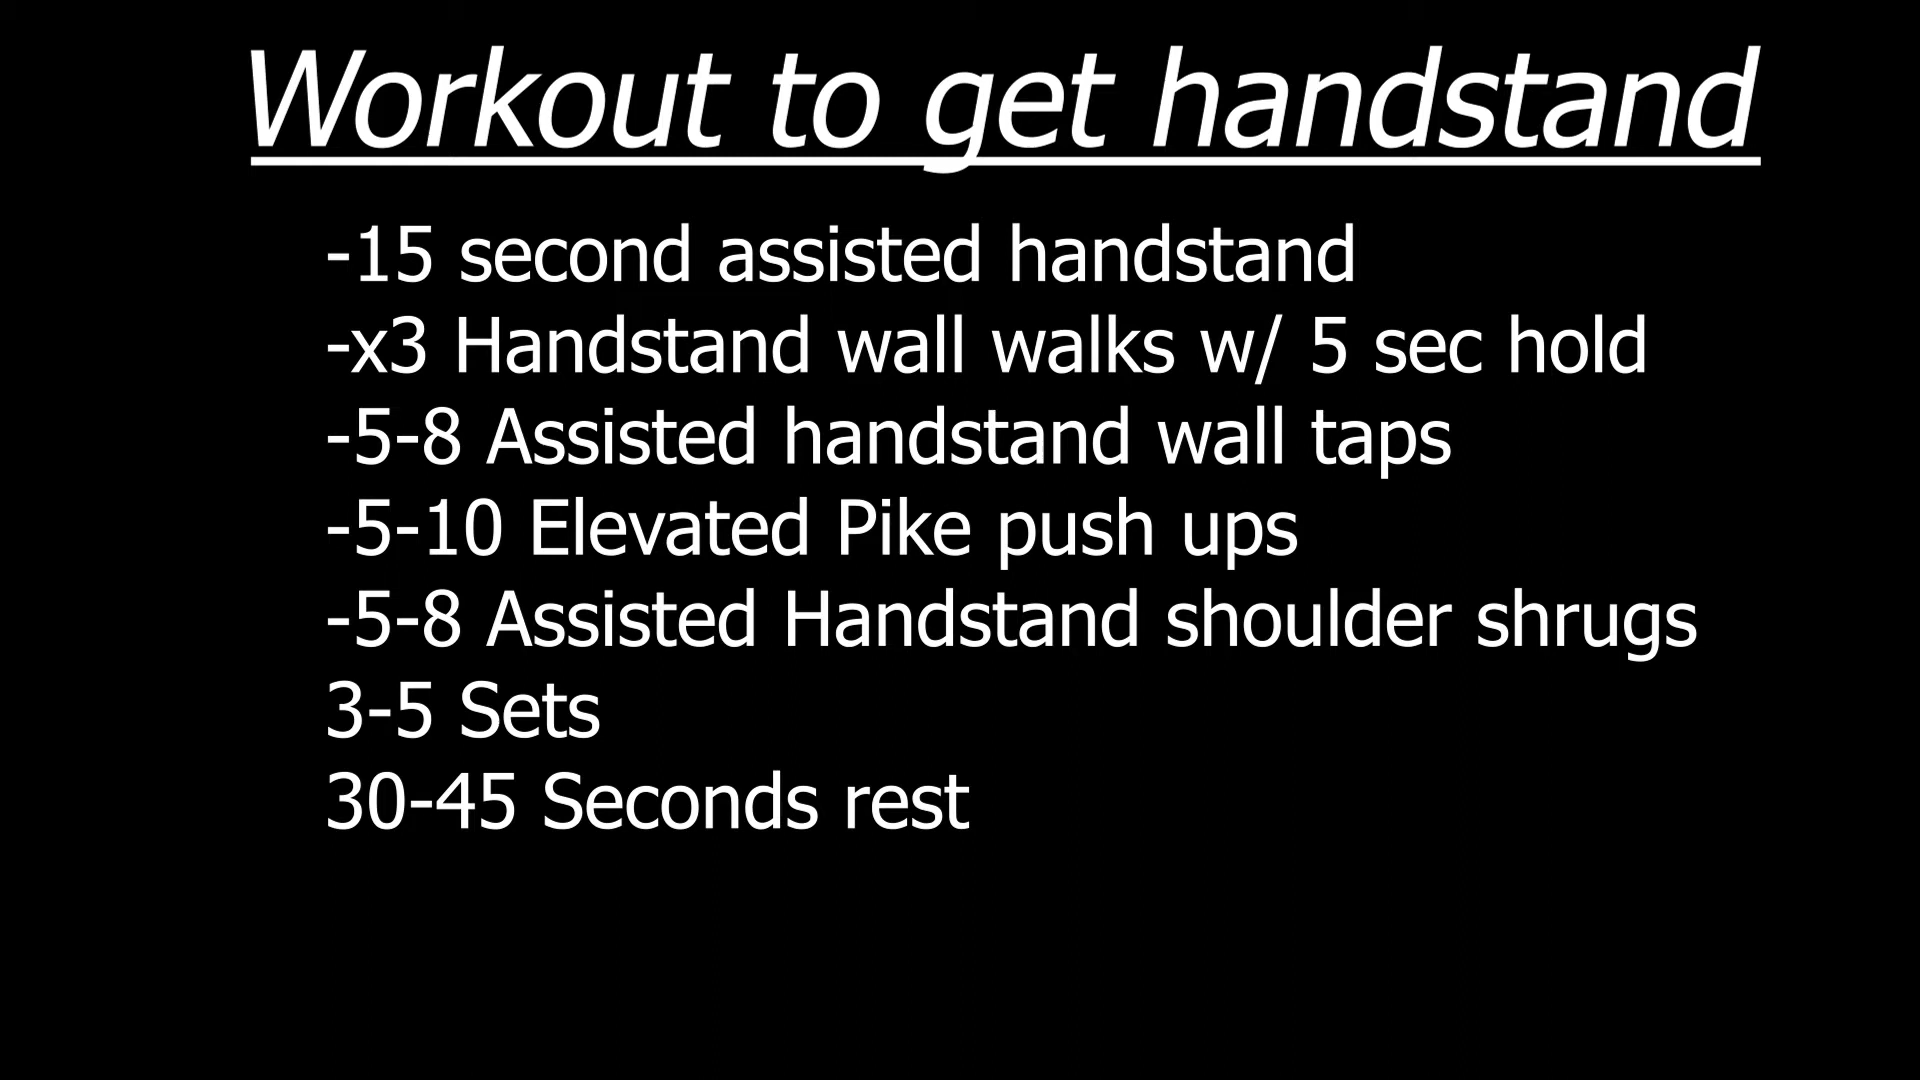 Workout to get handstand
-15 second assisted handstand
-x3 Handstand wall walks w/ 5 sec hold
-5-8 Assisted handstand wall taps
-5-10 Elevated Pike push ups
-5-8 Assisted Handstand shoulder shrugs
3-5 Sets
30-45 Seconds rest